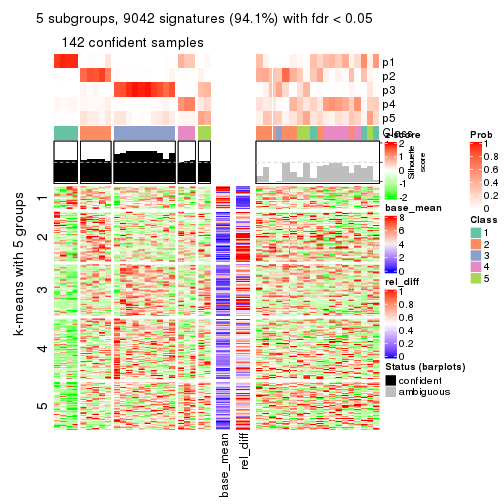 5 subgroups, 9042 signatures (94.1%) with fdr < 0.05
142 confident samples
p1
p2
p3
p4
p5
Class
z-score
2
1
0
-1
-2
Silhouette
score
Prob
1
0.8
0.6
0.4
0.2
0
Class
1
2
3
4
5
base_mean
8
6
4
2
0
rel_diff
1
0.8
0.6
0.4
0.2
0
Status (barplots)
confident
ambiguous
k-means with 5 groups
1
2
3
4
5
base_mean
rel_diff